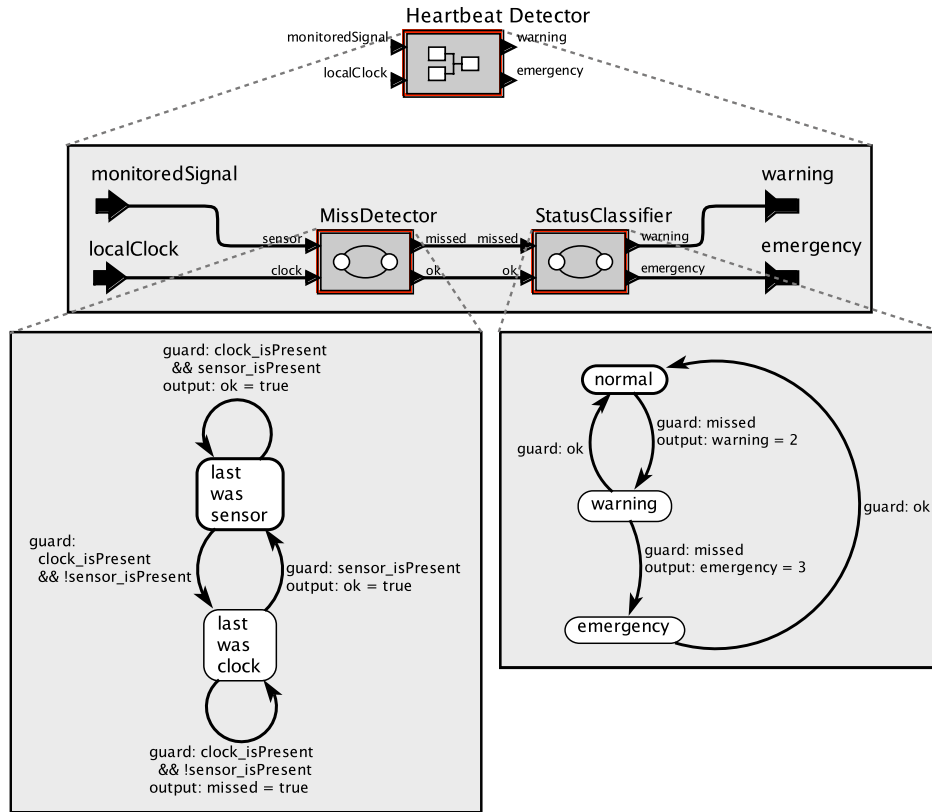 Heartbeat Detector
monitoredSignal
warning
localClock
emergency
monitoredSignal
warning
MissDetector
StatusClassifier
localClock
emergency
sensor
missed
missed
warning
clock
ok
ok
emergency
guard: clock_isPresent
&& sensor_isPresent
output: ok = true
last
was
sensor
guard:
clock_isPresent
&& !sensor_isPresent
guard: sensor_isPresent
output: ok = true
last
was
clock
guard: clock_isPresent
&& !sensor_isPresent
output: missed = true
normal
guard: missed
output: warning = 2
guard: ok
warning
guard: ok
guard: missed
output: emergency = 3
emergency